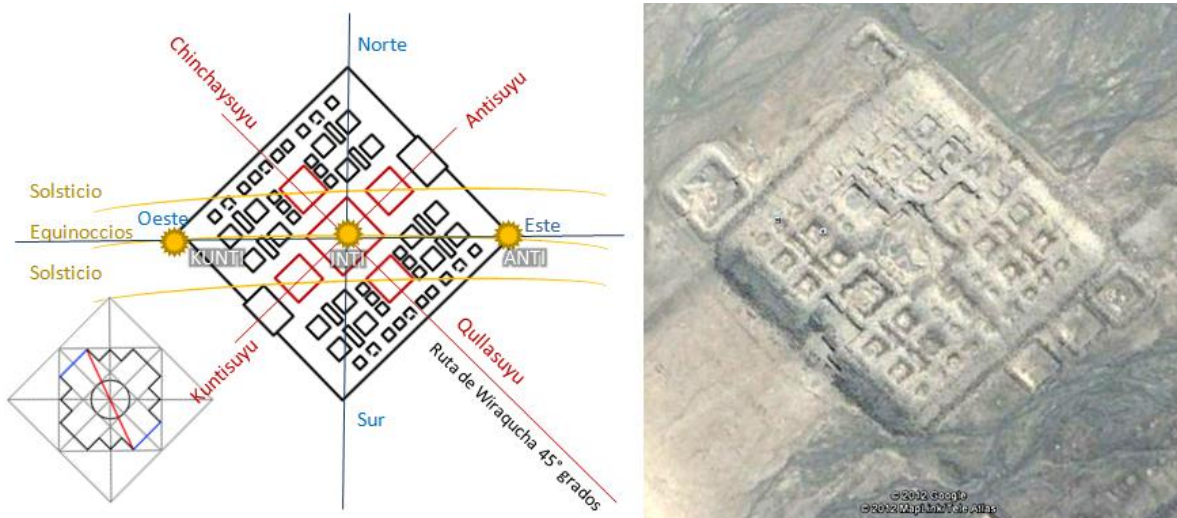 Norte
Chinchaysuyu
Antisuyu
Solsticio
Oeste
Este
Equinoccios
KUNTI
INTI
ANTI
Solsticio
Kuntisuyu
Qullasuyu
Ruta de Wiraqucha 45° grados
Sur
© 2012 Google
© 2012 MapLink/Tele Atlas